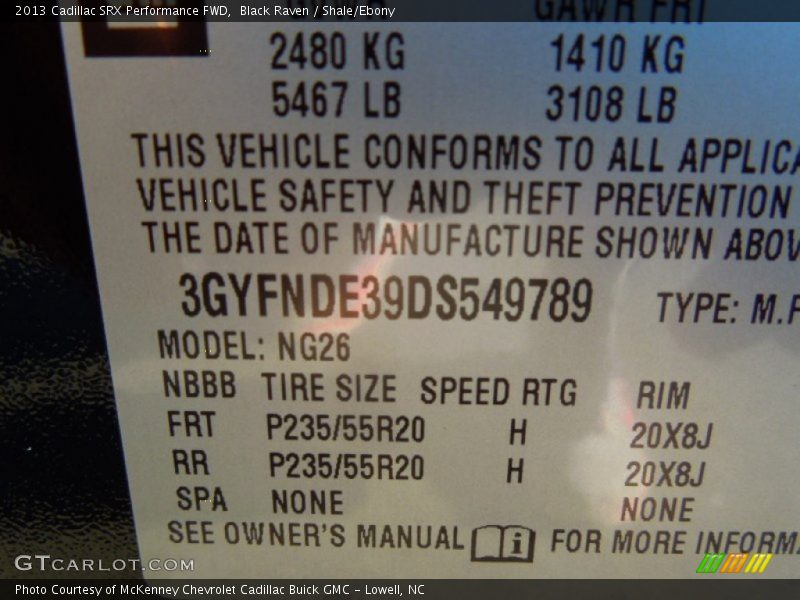 2013 Cadillac SRX Performance FWD,  Black Raven / Shale/Ebony
GAWR FRT
2480 KG 1410 KG
5467 LB 3108 LB
THIS VEHICLE CONFORMS TO ALL APPLICA
VEHICLE SAFETY AND THEFT PREVENTION
THE DATE OF MANUFACTURE SHOWN ABOV
3GYFNDE39DS549789 TYPE: M.P
MODEL: NG26
NBBB TIRE SIZE SPEED RTG RIM
FRT P235/55R20 H 20X8J
RR P235/55R20 H 20X8J
SPA NONE NONE
SEE OWNER'S MANUAL i FOR MORE INFORMA
GTCARLOT.COM
Photo Courtesy of McKenney Chevrolet Cadillac Buick GMC - Lowell, NC